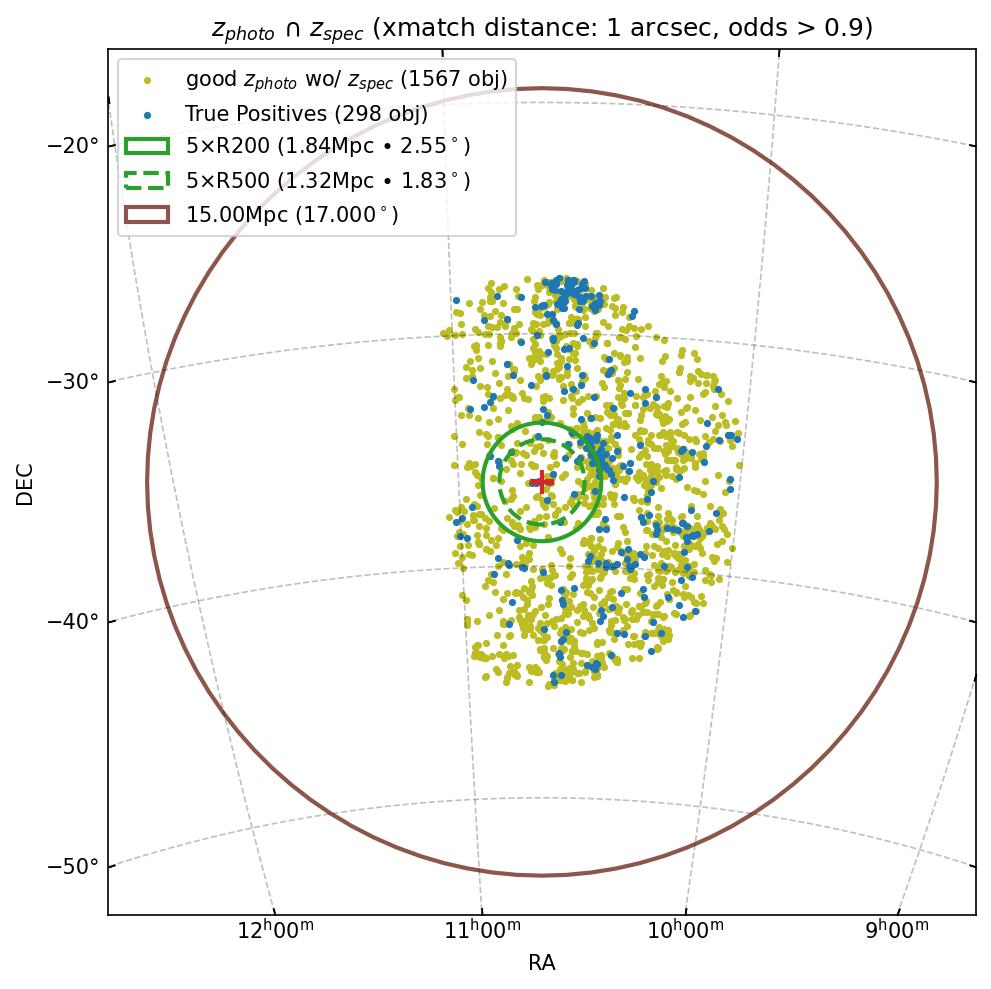 z_photo ∩ z_spec (xmatch distance: 1 arcsec, odds > 0.9)
good z_photo wo/ z_spec (1567 obj)
True Positives (298 obj)
5×R200 (1.84Mpc • 2.55°)
5×R500 (1.32Mpc • 1.83°)
15.00Mpc (17.000°)
−20°
−30°
−40°
−50°
DEC
12ʰ00ᵐ 11ʰ00ᵐ 10ʰ00ᵐ 9ʰ00ᵐ
RA